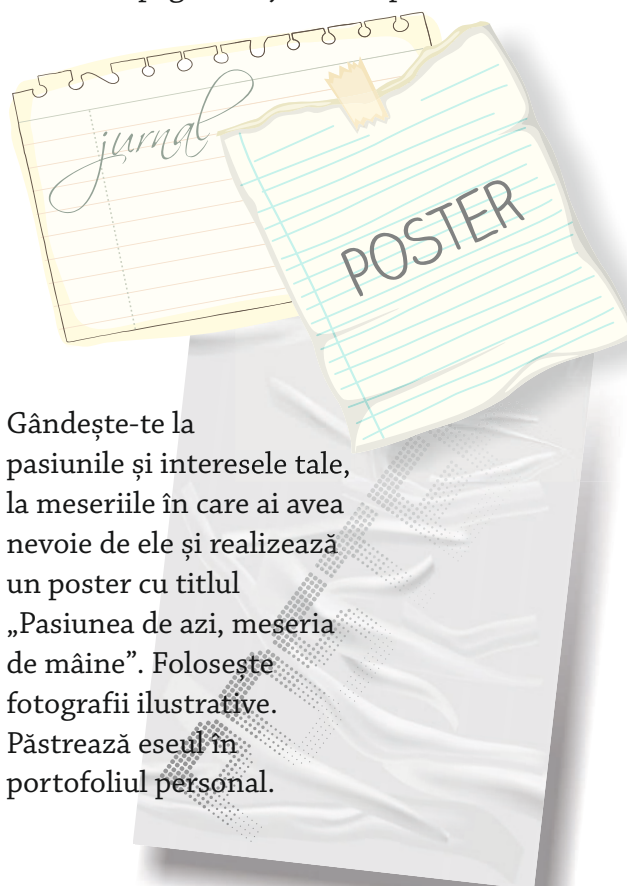 jurnal
POSTER
Gândește-te la
pasiunile și interesele tale,
la meseriile în care ai avea
nevoie de ele și realizează
un poster cu titlul
„Pasiunea de azi, meseria
de mâine”. Folosește
fotografii ilustrative.
Păstrează eseul în
portofoliul personal.